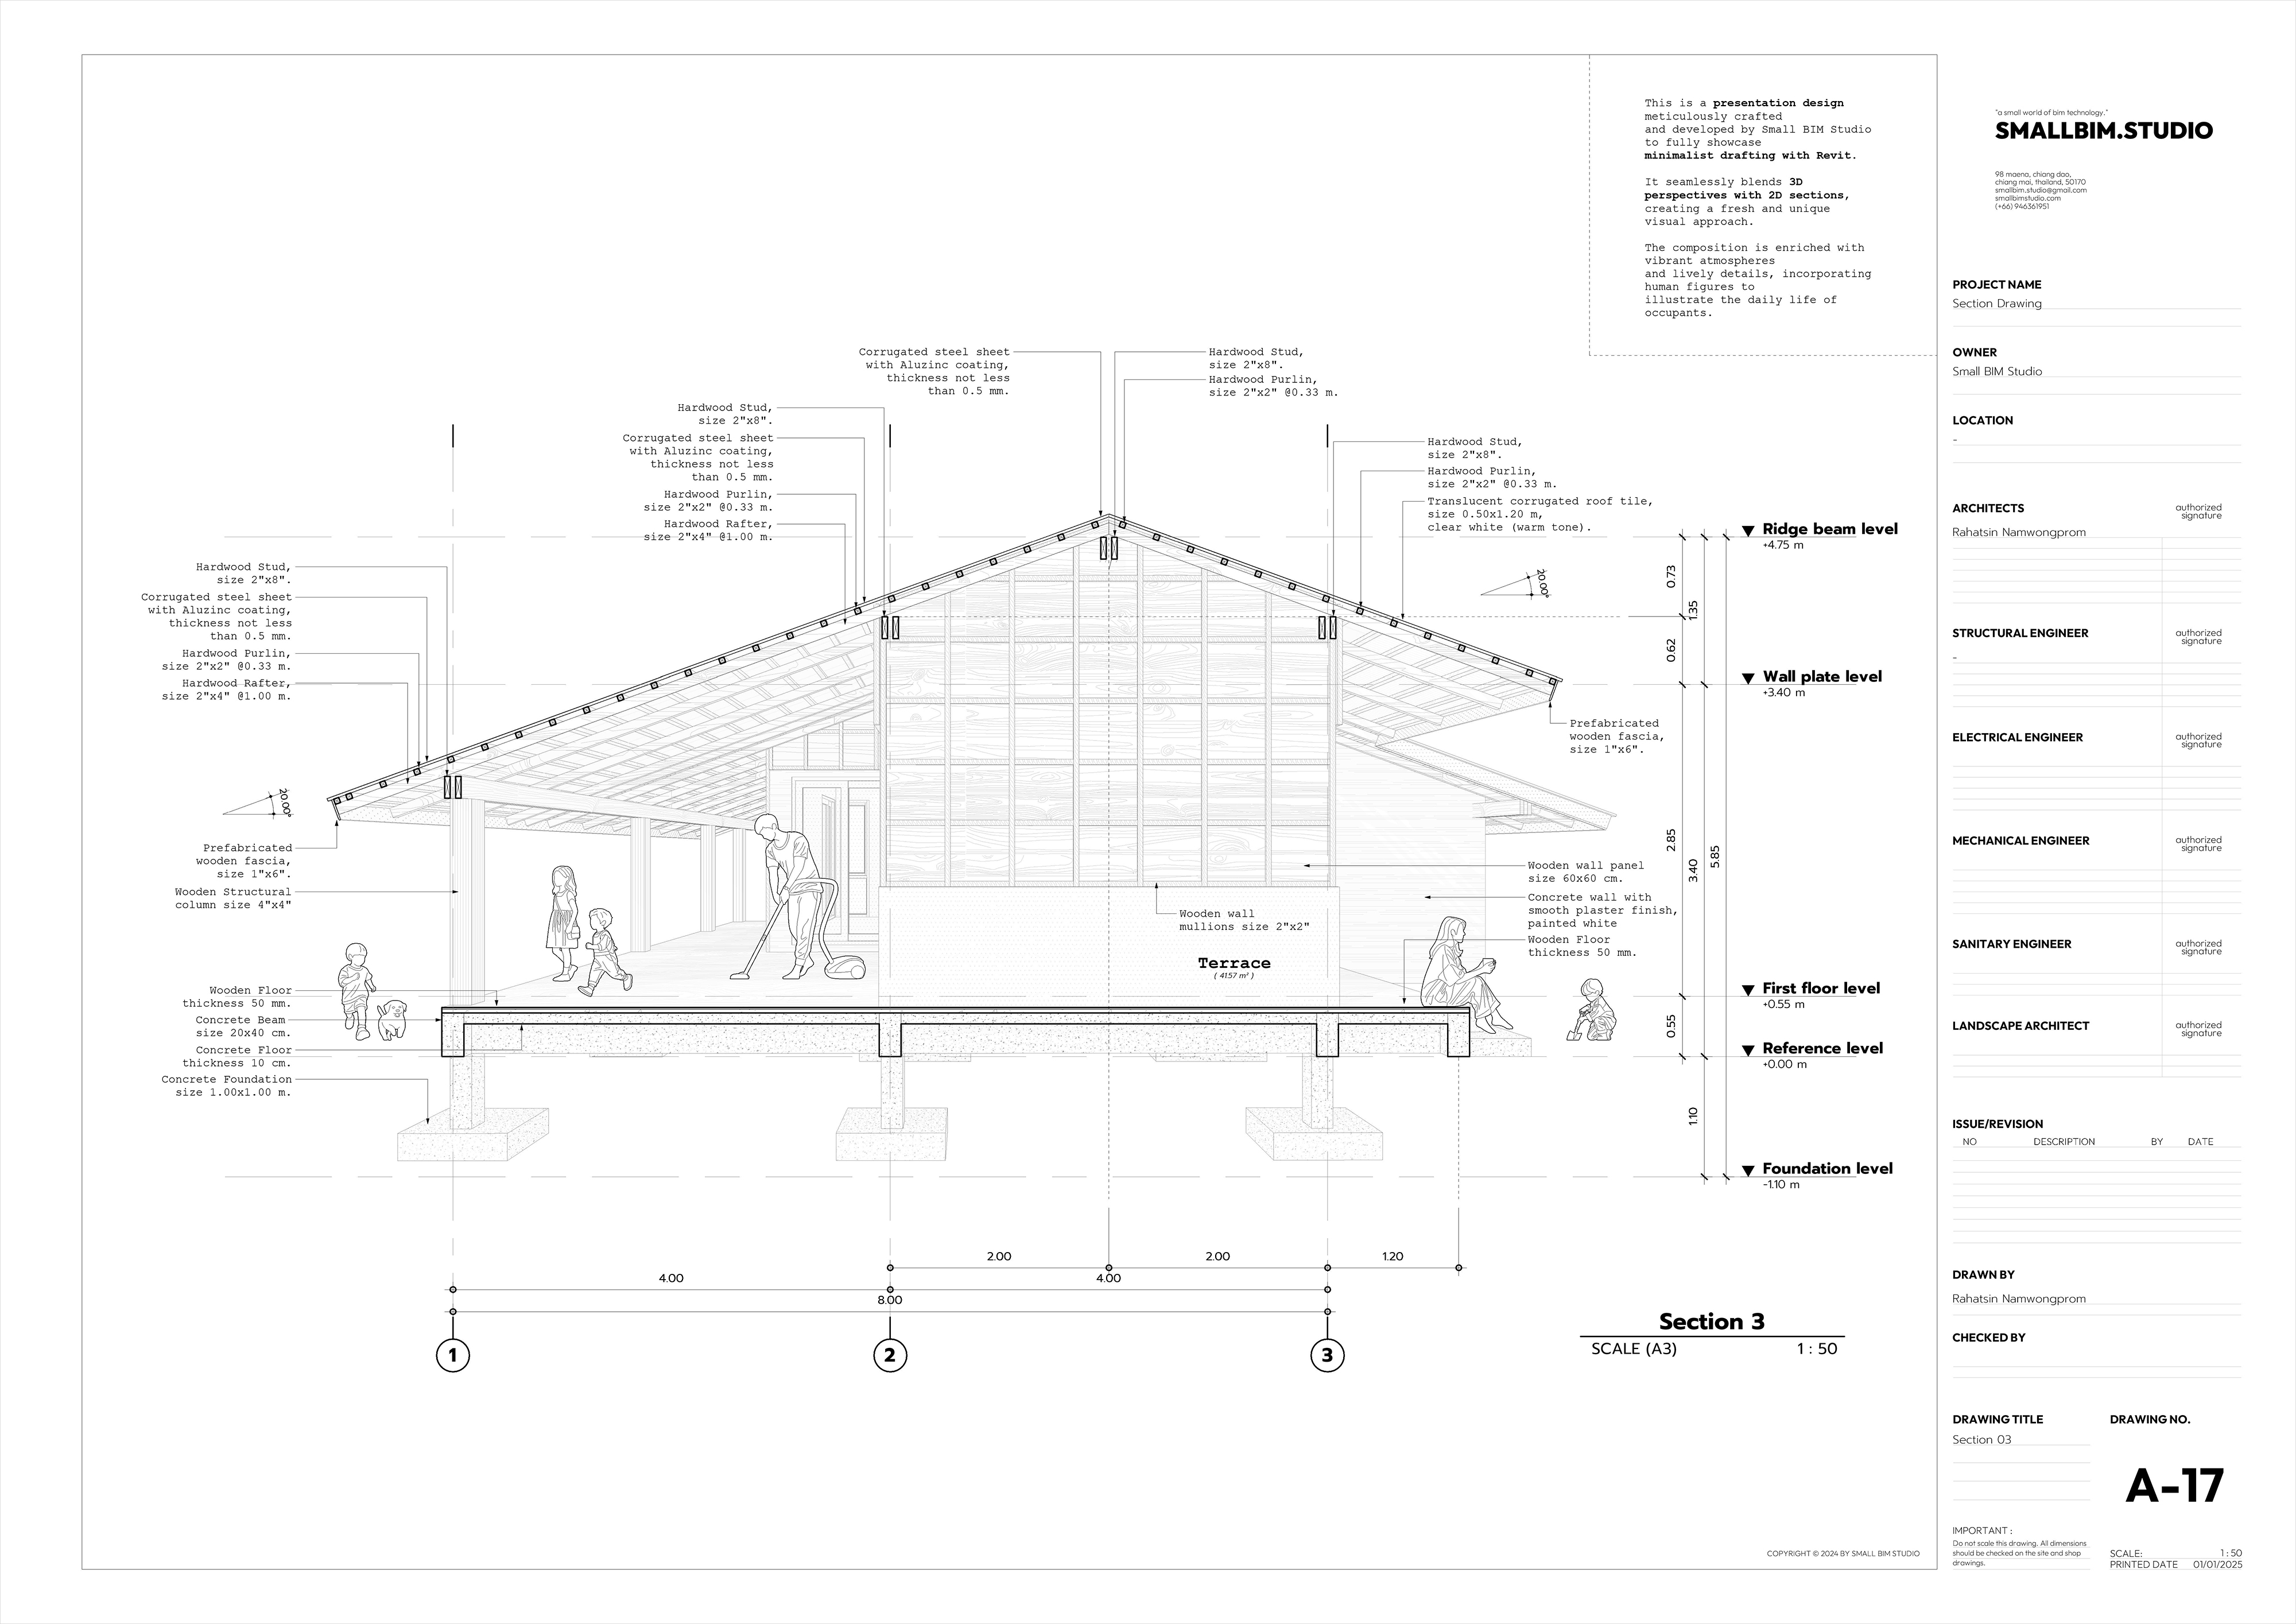 This is a presentation design
meticulously crafted
and developed by Small BIM Studio
to fully showcase
minimalist drafting with Revit.
It seamlessly blends 3D
perspectives with 2D sections,
creating a fresh and unique
visual approach.
The composition is enriched with
vibrant atmospheres
and lively details, incorporating
human figures to
illustrate the daily life of
occupants.
Corrugated steel sheet
with Aluzinc coating,
thickness not less
than 0.5 mm.
Hardwood Stud,
size 2"x8".
Hardwood Purlin,
size 2"x2" @0.33 m.
Hardwood Stud,
size 2"x8".
Corrugated steel sheet
with Aluzinc coating,
thickness not less
than 0.5 mm.
Hardwood Purlin,
size 2"x2" @0.33 m.
Hardwood Rafter,
size 2"x4" @1.00 m.
Hardwood Stud,
size 2"x8".
Hardwood Purlin,
size 2"x2" @0.33 m.
Translucent corrugated roof tile,
size 0.50x1.20 m,
clear white (warm tone).
Hardwood Stud,
size 2"x8".
Corrugated steel sheet
with Aluzinc coating,
thickness not less
than 0.5 mm.
Hardwood Purlin,
size 2"x2" @0.33 m.
Hardwood Rafter,
size 2"x4" @1.00 m.
20.00°
Prefabricated
wooden fascia,
size 1"x6".
Wooden Structural
column size 4"x4"
Wooden Floor
thickness 50 mm.
Concrete Beam
size 20x40 cm.
Concrete Floor
thickness 10 cm.
Concrete Foundation
size 1.00x1.00 m.
20.00°
Prefabricated
wooden fascia,
size 1"x6".
Wooden wall panel
size 60x60 cm.
Concrete wall with
smooth plaster finish,
painted white
Wooden Floor
thickness 50 mm.
Wooden wall
mullions size 2"x2"
Terrace
( 41.57 m² )
0.73
0.62
1.35
2.85
3.40
5.85
0.55
1.10
Ridge beam level
+4.75 m
Wall plate level
+3.40 m
First floor level
+0.55 m
Reference level
+0.00 m
Foundation level
-1.10 m
2.00
2.00
1.20
4.00
4.00
8.00
1
2
3
Section 3
SCALE (A3) 1 : 50
COPYRIGHT © 2024 BY SMALL BIM STUDIO
"a small world of bim technology."
SMALLBIM.STUDIO
98 maena, chiang dao,
chiang mai, thailand, 50170
smallbim.studio@gmail.com
smallbimstudio.com
(+66) 946361951
PROJECT NAME
Section Drawing
OWNER
Small BIM Studio
LOCATION
-
ARCHITECTS authorized
signature
Rahatsin Namwongprom
STRUCTURAL ENGINEER authorized
signature
-
ELECTRICAL ENGINEER authorized
signature
MECHANICAL ENGINEER authorized
signature
SANITARY ENGINEER authorized
signature
LANDSCAPE ARCHITECT authorized
signature
ISSUE/REVISION
NO DESCRIPTION BY DATE
DRAWN BY
Rahatsin Namwongprom
CHECKED BY
DRAWING TITLE
Section 03
DRAWING NO.
A-17
IMPORTANT :
Do not scale this drawing. All dimensions
should be checked on the site and shop
drawings.
SCALE: 1 : 50
PRINTED DATE 01/01/2025